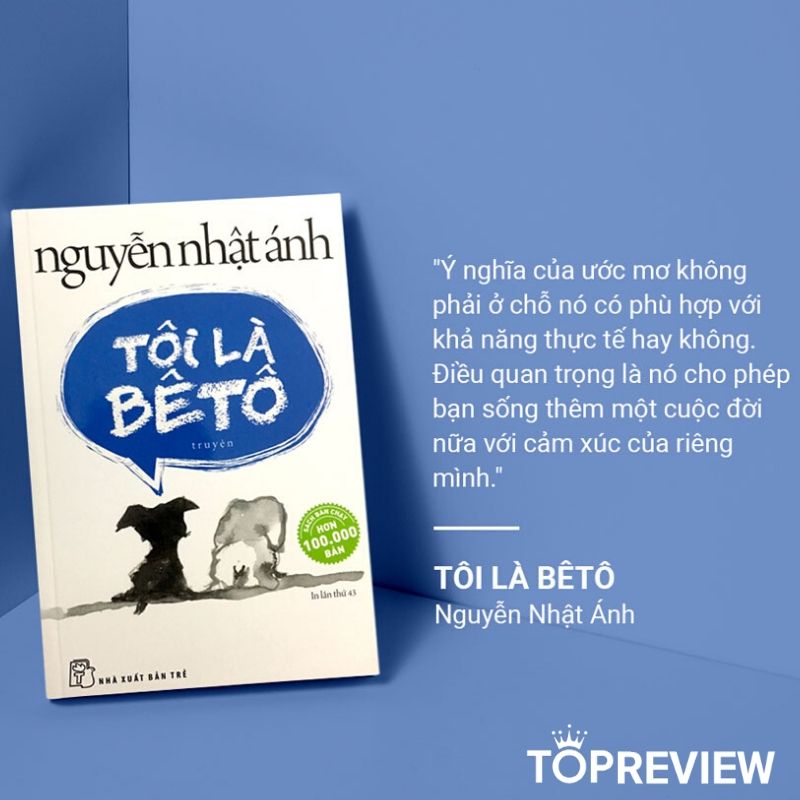 nguyễn nhật ánh
TÔI LÀ
BÊTÔ
truyện
SÁCH BÁN CHẠY
HƠN
100.000
BẢN
In lần thứ 43
NHÀ XUẤT BẢN TRẺ
"Ý nghĩa của ước mơ không
phải ở chỗ nó có phù hợp với
khả năng thực tế hay không.
Điều quan trọng là nó cho phép
bạn sống thêm một cuộc đời
nữa với cảm xúc của riêng
mình."
TÔI LÀ BÊTÔ
Nguyễn Nhật Ánh
TOPREVIEW